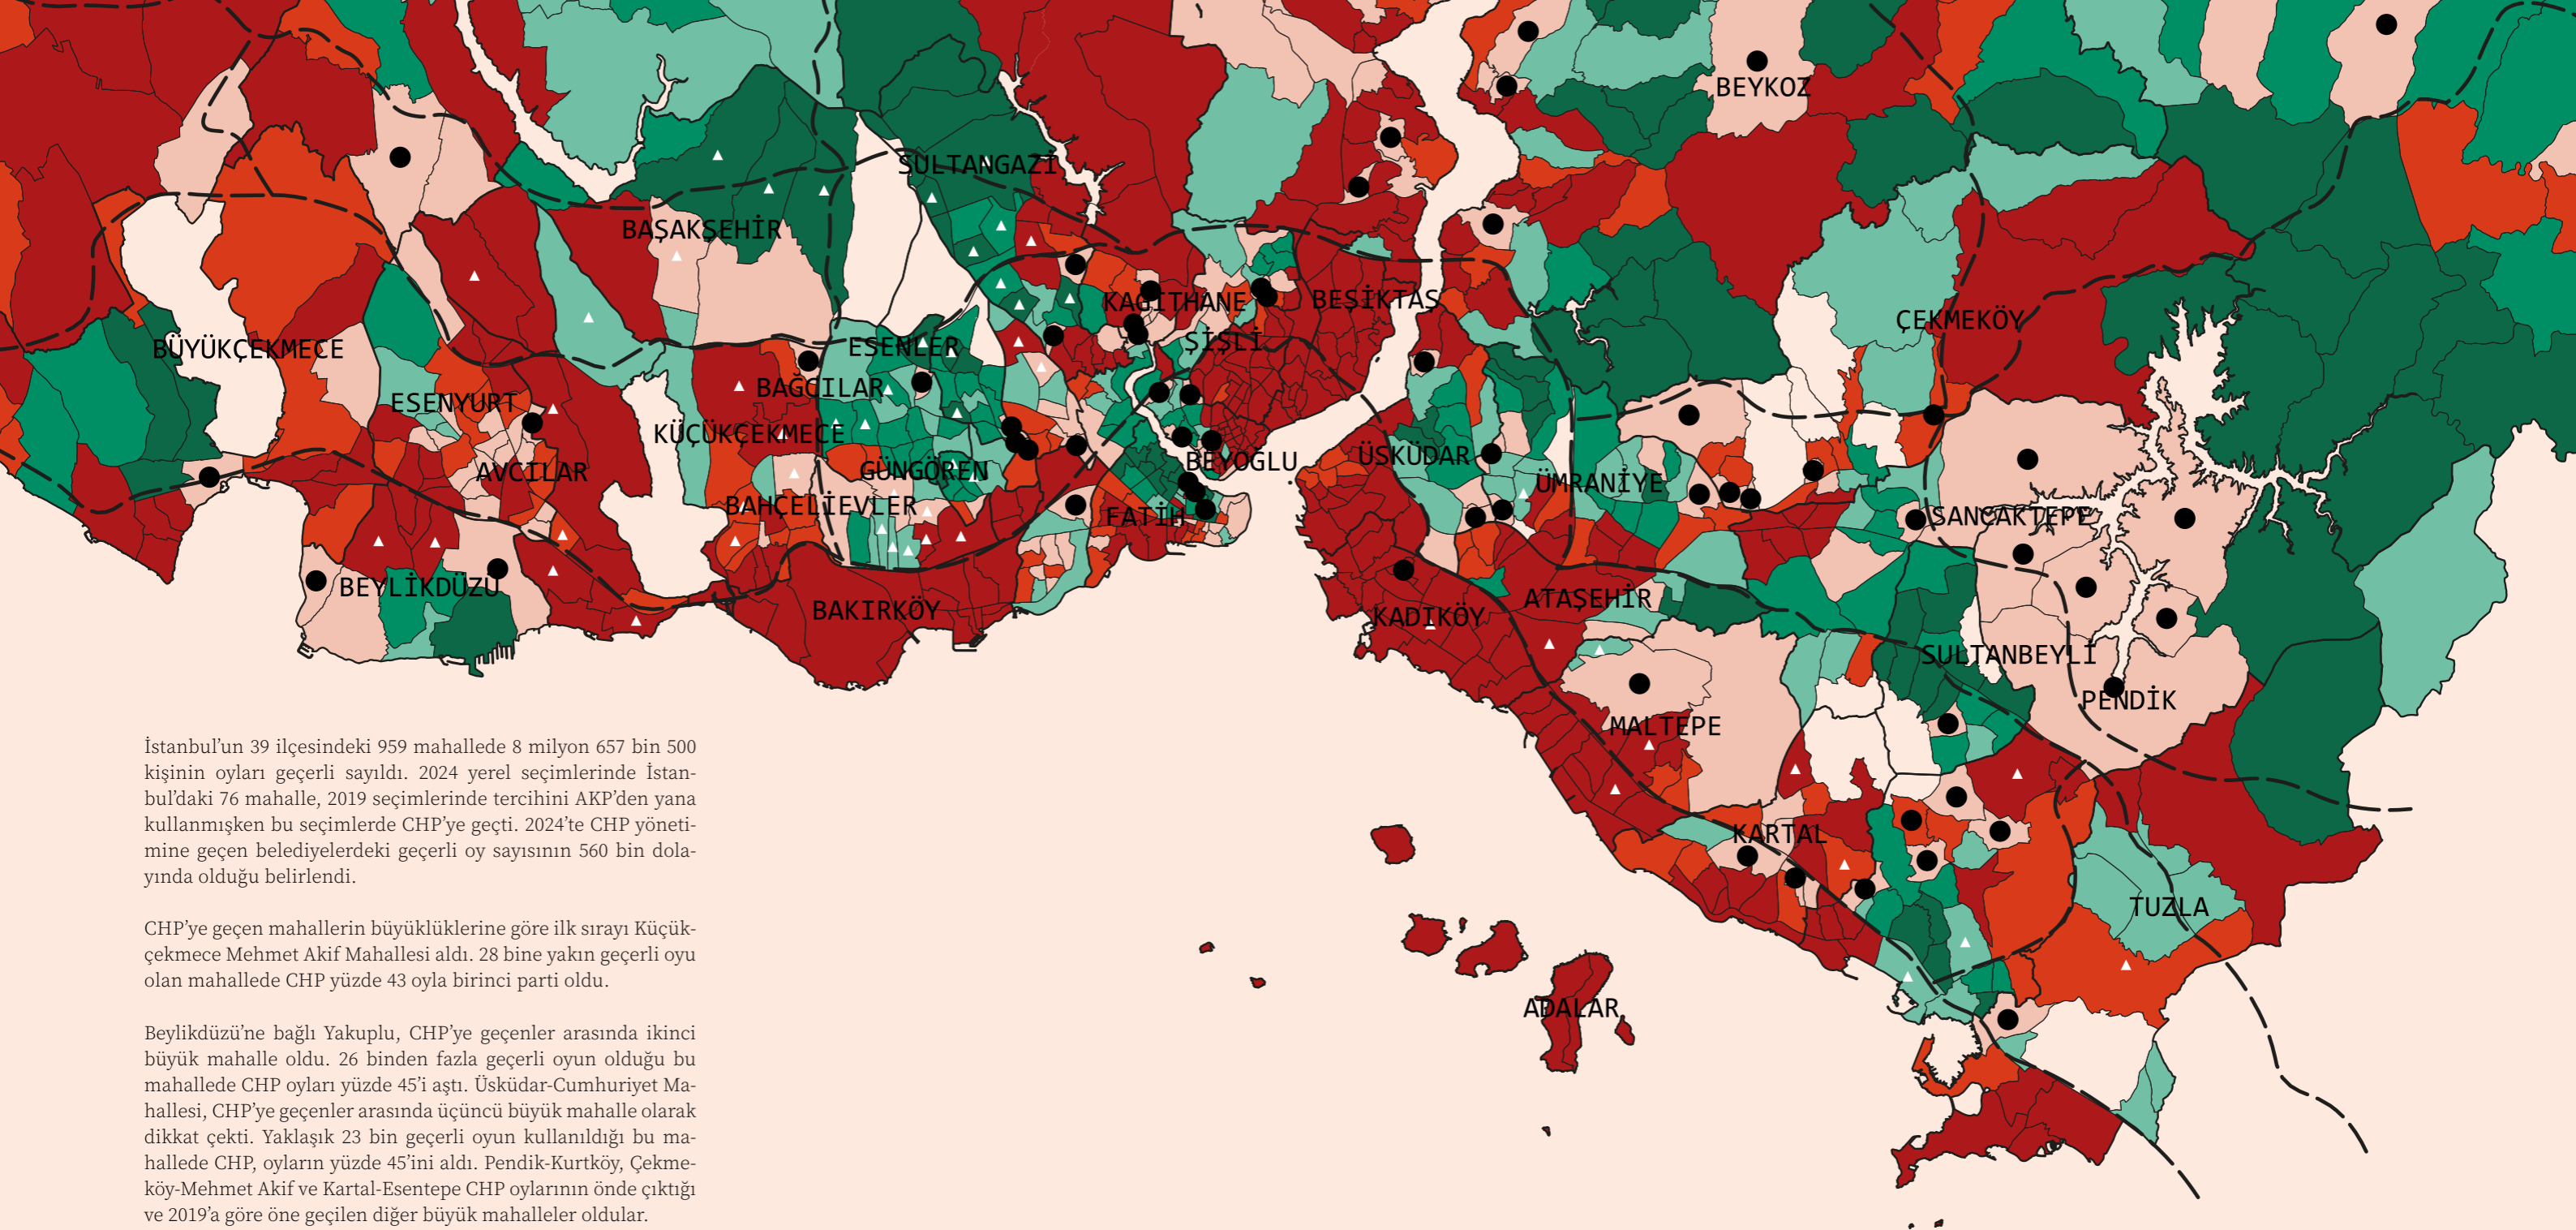 BEYKOZ
SULTANGAZİ
BAŞAKŞEHİR
KAĞITHANE
BEŞİKTAŞ
ÇEKMEKÖY
BÜYÜKÇEKMECE
ESENLER
ŞİŞLİ
BAĞCILAR
ESENYURT
KÜÇÜKÇEKMECE
AVCILAR
GÜNGÖREN
BEYOĞLU
ÜSKÜDAR
ÜMRANİYE
BAHÇELİEVLER
FATİH
SANCAKTEPE
BEYLİKDÜZÜ
BAKIRKÖY
KADIKÖY
ATAŞEHİR
SULTANBEYLİ
PENDİK
MALTEPE
KARTAL
TUZLA
ADALAR
İstanbul’un 39 ilçesindeki 959 mahallede 8 milyon 657 bin 500
kişinin oyları geçerli sayıldı. 2024 yerel seçimlerinde İstan-
bul’daki 76 mahalle, 2019 seçimlerinde tercihini AKP’den yana
kullanmışken bu seçimlerde CHP’ye geçti. 2024’te CHP yöneti-
mine geçen belediyelerdeki geçerli oy sayısının 560 bin dola-
yında olduğu belirlendi.
CHP’ye geçen mahallerin büyüklüklerine göre ilk sırayı Küçük-
çekmece Mehmet Akif Mahallesi aldı. 28 bine yakın geçerli oyu
olan mahallede CHP yüzde 43 oyla birinci parti oldu.
Beylikdüzü’ne bağlı Yakuplu, CHP’ye geçenler arasında ikinci
büyük mahalle oldu. 26 binden fazla geçerli oyun olduğu bu
mahallede CHP oyları yüzde 45’i aştı. Üsküdar-Cumhuriyet Ma-
hallesi, CHP’ye geçenler arasında üçüncü büyük mahalle olarak
dikkat çekti. Yaklaşık 23 bin geçerli oyun kullanıldığı bu ma-
hallede CHP, oyların yüzde 45’ini aldı. Pendik-Kurtköy, Çekme-
köy-Mehmet Akif ve Kartal-Esentepe CHP oylarının önde çıktığı
ve 2019’a göre öne geçilen diğer büyük mahalleler oldular.